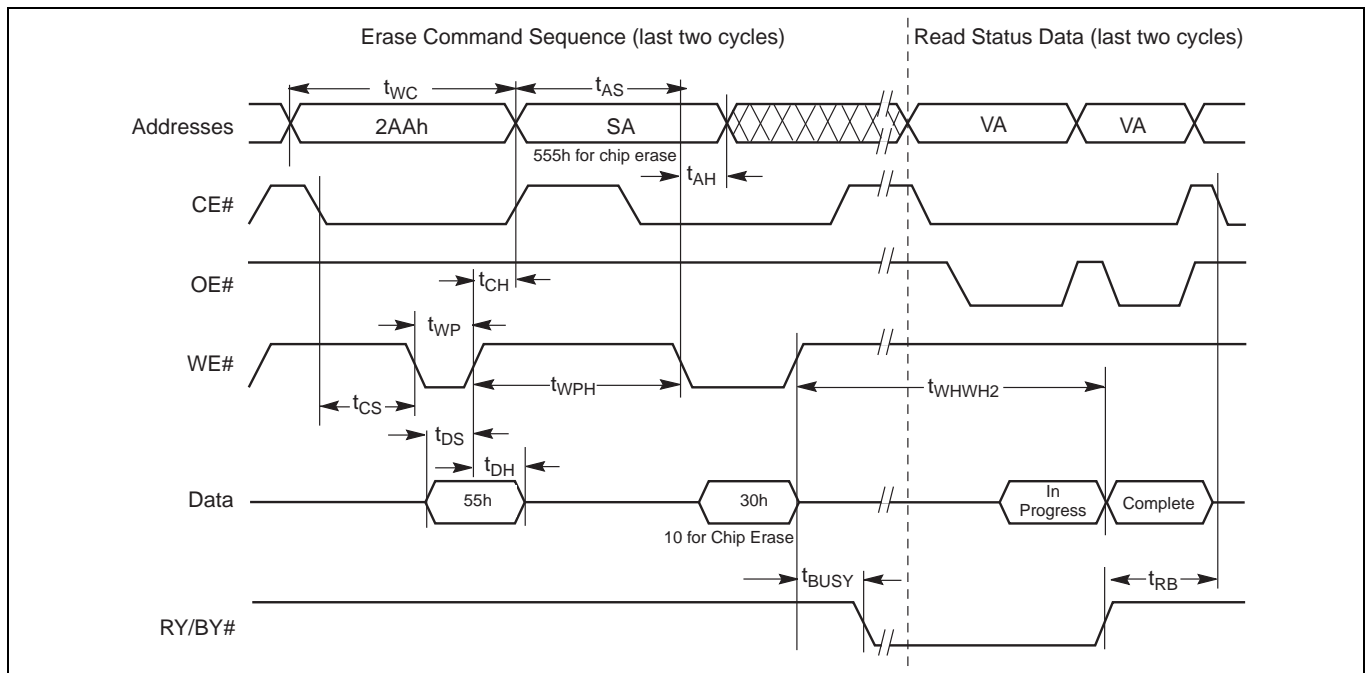 Erase Command Sequence (last two cycles)
Read Status Data (last two cycles)
tWC
tAS
Addresses
2AAh
SA
VA
VA
555h for chip erase
tAH
CE#
OE#
tCH
tWP
WE#
tWPH
tWHWH2
tCS
tDS
tDH
Data
55h
30h
In
Progress
Complete
10 for Chip Erase
tBUSY
tRB
RY/BY#